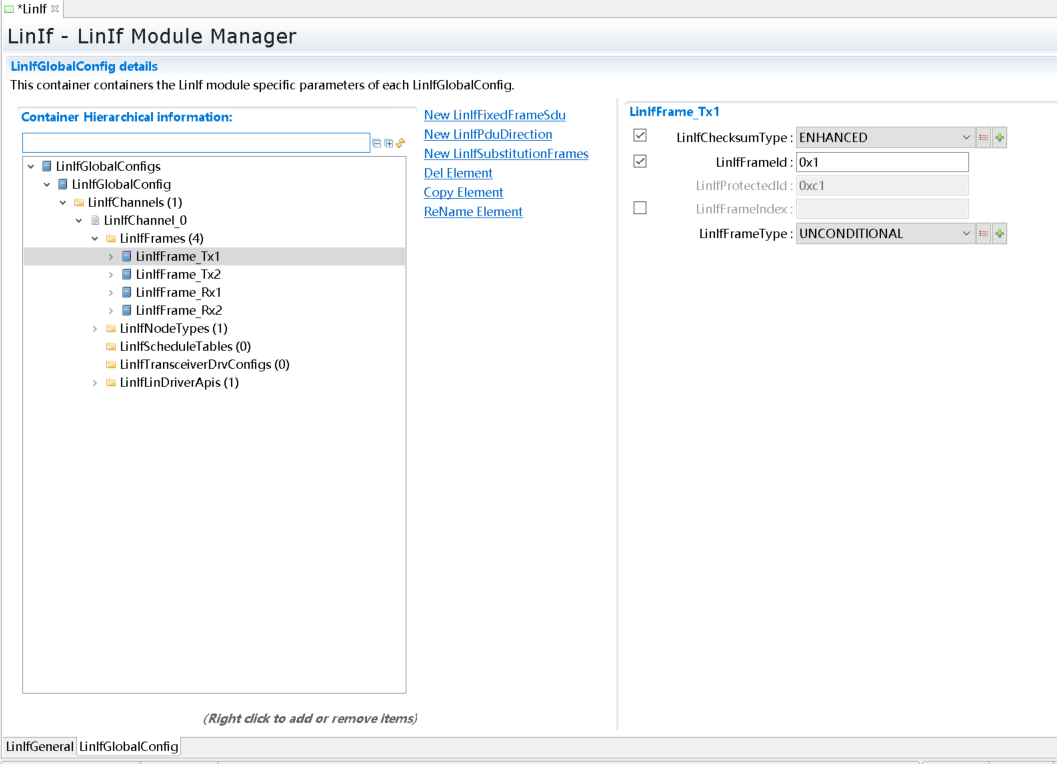 *LinIf
LinIf - LinIf Module Manager
LinIfGlobalConfig details
This container containers the LinIf module specific parameters of each LinIfGlobalConfig.
Container Hierarchical information:
LinIfGlobalConfigs
LinIfGlobalConfig
LinIfChannels (1)
LinIfChannel_0
LinIfFrames (4)
LinIfFrame_Tx1
LinIfFrame_Tx2
LinIfFrame_Rx1
LinIfFrame_Rx2
LinIfNodeTypes (1)
LinIfScheduleTables (0)
LinIfTransceiverDrvConfigs (0)
LinIfLinDriverApis (1)
(Right click to add or remove items)
New LinIfFixedFrameSdu
New LinIfPduDirection
New LinIfSubstitutionFrames
Del Element
Copy Element
ReName Element
LinIfFrame_Tx1
LinIfChecksumType : ENHANCED
LinIfFrameId : 0x1
LinIfProtectedId : 0xc1
LinIfFrameIndex :
LinIfFrameType : UNCONDITIONAL
LinIfGeneral LinIfGlobalConfig